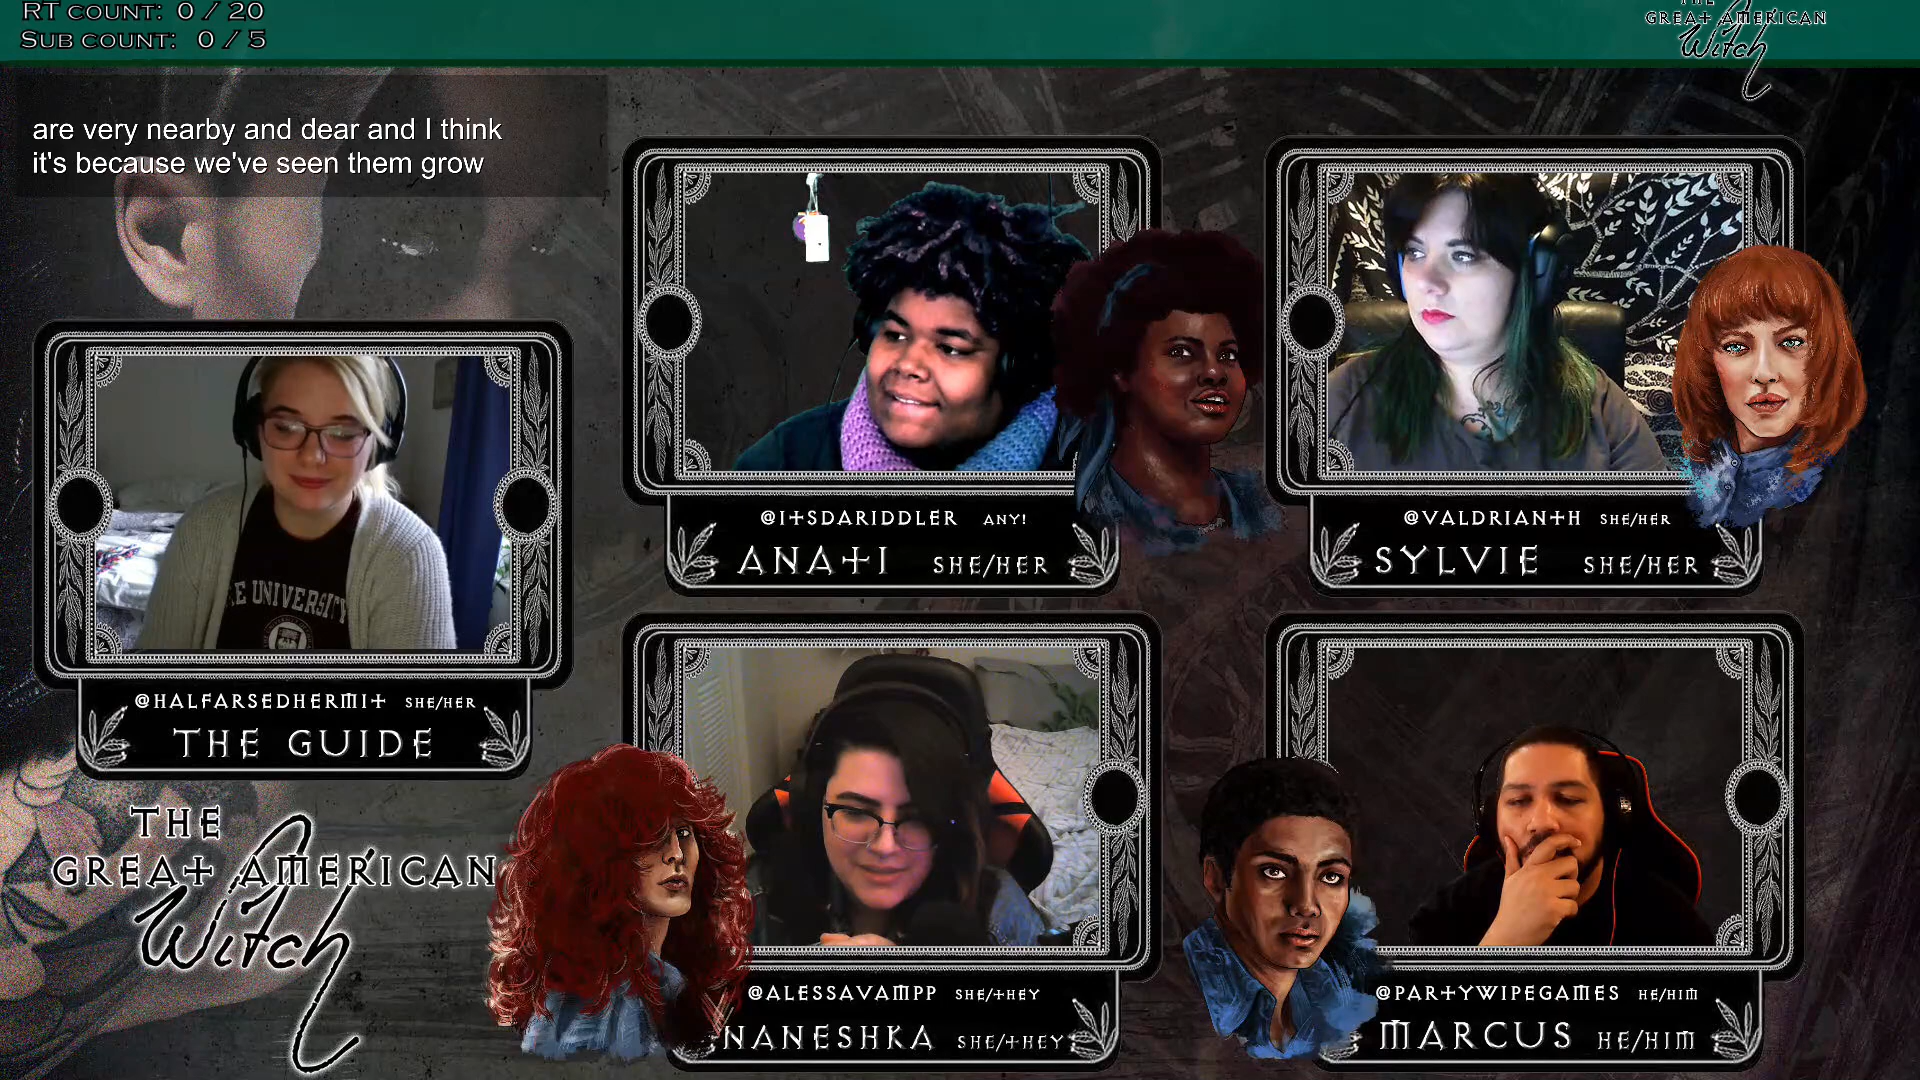 RT COUNT: 0 / 20
SUB COUNT: 0 / 5
THE
GREAT AMERICAN
Witch
are very nearby and dear and I think
it's because we've seen them grow
@ITSDARIDDLER ANY!
ANATI SHE/HER
@VALDRIANTH SHE/HER
SYLVIE SHE/HER
KE UNIVERSITY
@HALFARSEDHERMIT SHE/HER
THE GUIDE
THE
GREAT AMERICAN
Witch
@ALESSAVAMPP SHE/THEY
NANESHKA SHE/THEY
@PARTYWIPEGAMES HE/HIM
MARCUS HE/HIM